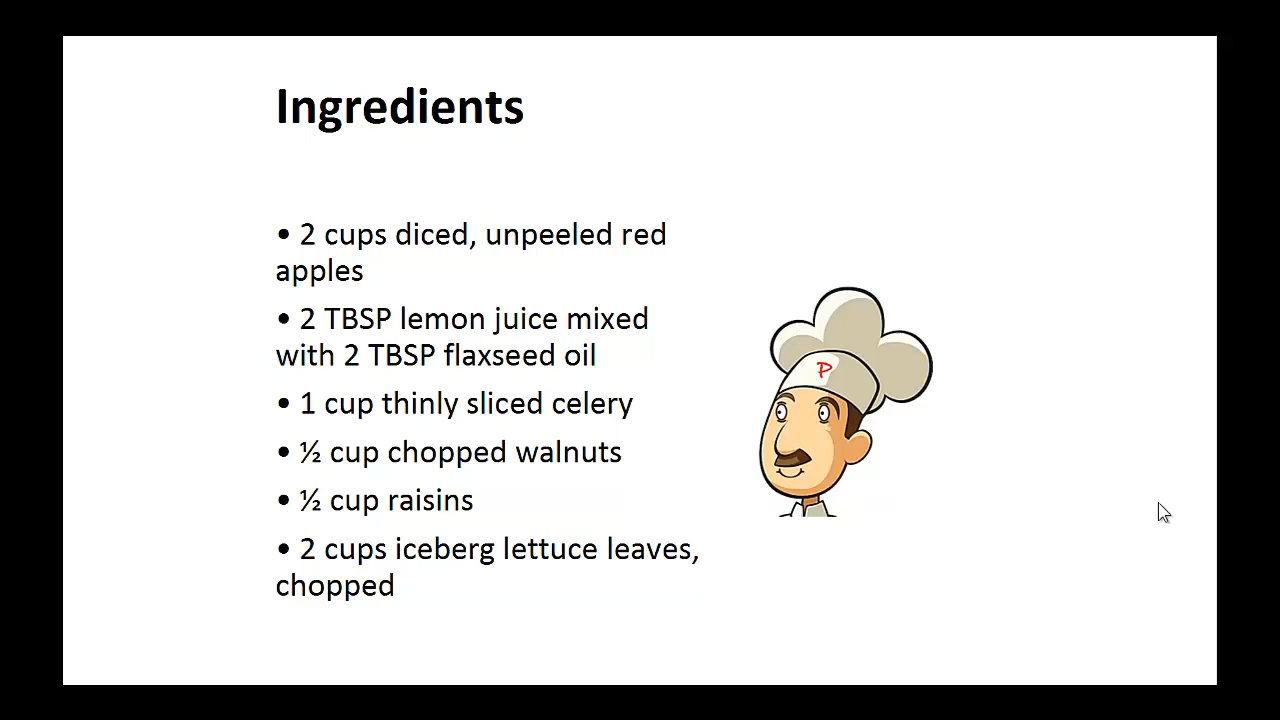 Ingredients
• 2 cups diced, unpeeled red
apples
• 2 TBSP lemon juice mixed
with 2 TBSP flaxseed oil
• 1 cup thinly sliced celery
• ½ cup chopped walnuts
• ½ cup raisins
• 2 cups iceberg lettuce leaves,
chopped
P